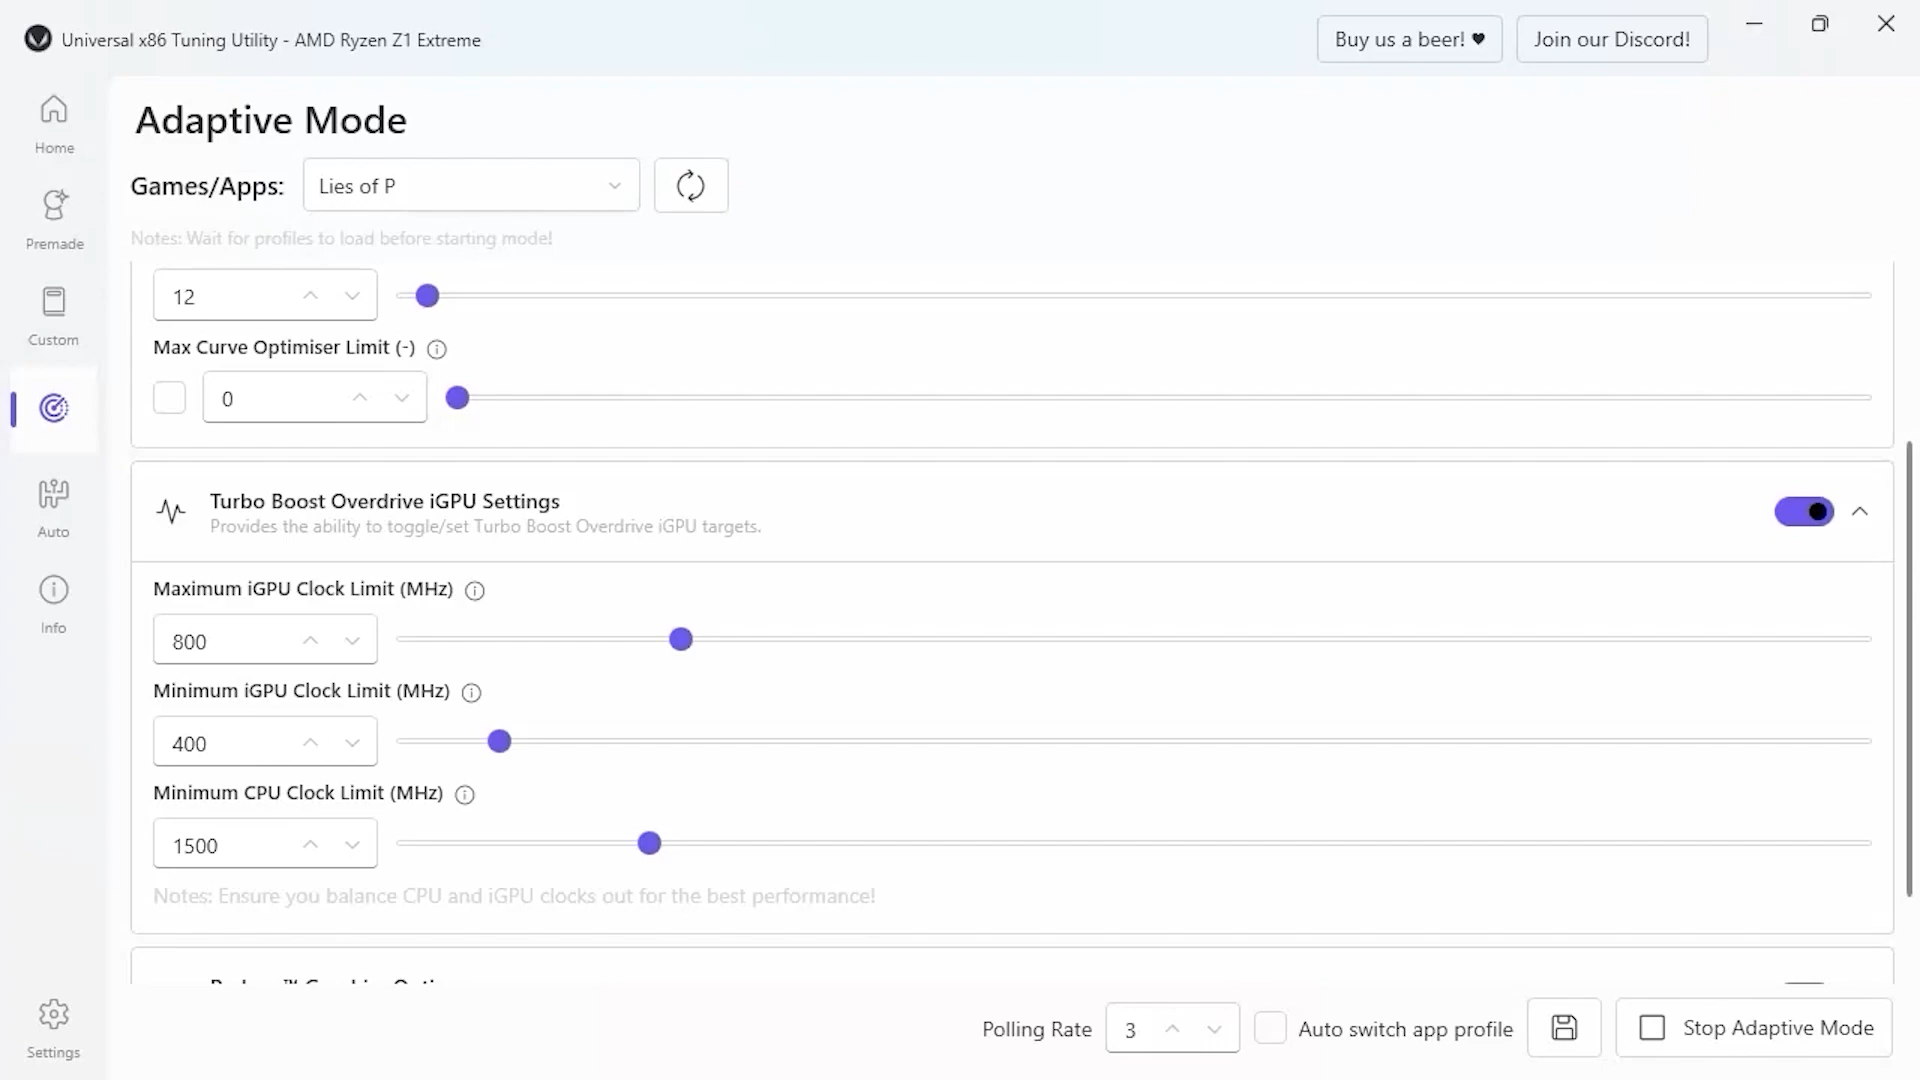 Universal x86 Tuning Utility - AMD Ryzen Z1 Extreme
Buy us a beer! ♥
Join our Discord!
Home
Premade
Custom
Auto
Info
Settings
Adaptive Mode
Games/Apps:
Lies of P
Notes: Wait for profiles to load before starting mode!
12
Max Curve Optimiser Limit (-)
0
Turbo Boost Overdrive iGPU Settings
Provides the ability to toggle/set Turbo Boost Overdrive iGPU targets.
Maximum iGPU Clock Limit (MHz)
800
Minimum iGPU Clock Limit (MHz)
400
Minimum CPU Clock Limit (MHz)
1500
Notes: Ensure you balance CPU and iGPU clocks out for the best performance!
Polling Rate
3
Auto switch app profile
Stop Adaptive Mode